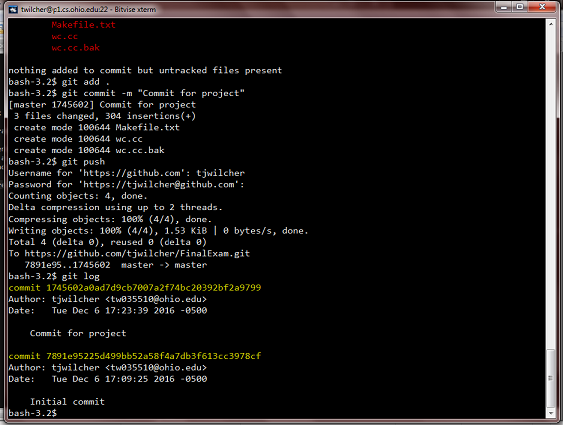 twilcher@p1.cs.ohio.edu:22 - Bitvise xterm
Makefile.txt
wc.cc
wc.cc.bak
nothing added to commit but untracked files present
bash-3.2$ git add .
bash-3.2$ git commit -m "Commit for project"
[master 1745602] Commit for project
3 files changed, 304 insertions(+)
create mode 100644 Makefile.txt
create mode 100644 wc.cc
create mode 100644 wc.cc.bak
bash-3.2$ git push
Username for 'https://github.com': tjwilcher
Password for 'https://tjwilcher@github.com':
Counting objects: 4, done.
Delta compression using up to 2 threads.
Compressing objects: 100% (4/4), done.
Writing objects: 100% (4/4), 1.53 KiB | 0 bytes/s, done.
Total 4 (delta 0), reused 0 (delta 0)
To https://github.com/tjwilcher/FinalExam.git
7891e95..1745602  master -> master
bash-3.2$ git log
commit 1745602a0ad7d9cb7007a2f74bc20392bf2a9799
Author: tjwilcher <tw035510@ohio.edu>
Date:   Tue Dec 6 17:23:39 2016 -0500
Commit for project
commit 7891e95225d499bb52a58f4a7db3f613cc3978cf
Author: tjwilcher <tw035510@ohio.edu>
Date:   Tue Dec 6 17:09:25 2016 -0500
Initial commit
bash-3.2$